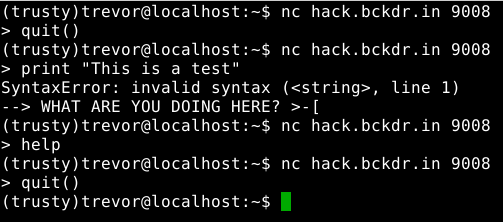 (trusty)trevor@localhost:~$ nc hack.bckdr.in 9008
> quit()
(trusty)trevor@localhost:~$ nc hack.bckdr.in 9008
> print "This is a test"
SyntaxError: invalid syntax (<string>, line 1)
--> WHAT ARE YOU DOING HERE? >-[
(trusty)trevor@localhost:~$ nc hack.bckdr.in 9008
> help
(trusty)trevor@localhost:~$ nc hack.bckdr.in 9008
> quit()
(trusty)trevor@localhost:~$